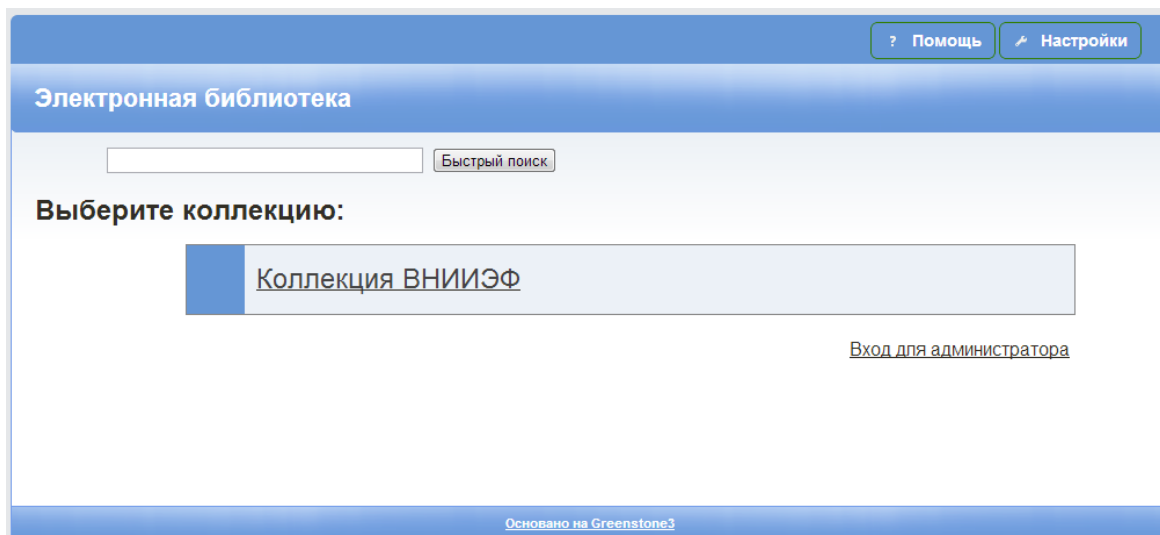 ? Помощь Настройки
Электронная библиотека
Быстрый поиск
Выберите коллекцию:
Коллекция ВНИИЭФ
Вход для администратора
Основано на Greenstone3